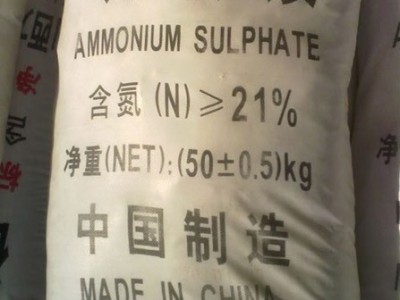 AMMONIUM SULPHATE
含氮 (N) ≥ 21%
净重(NET): (50±0.5)kg
中国制造
MADE IN CHINA